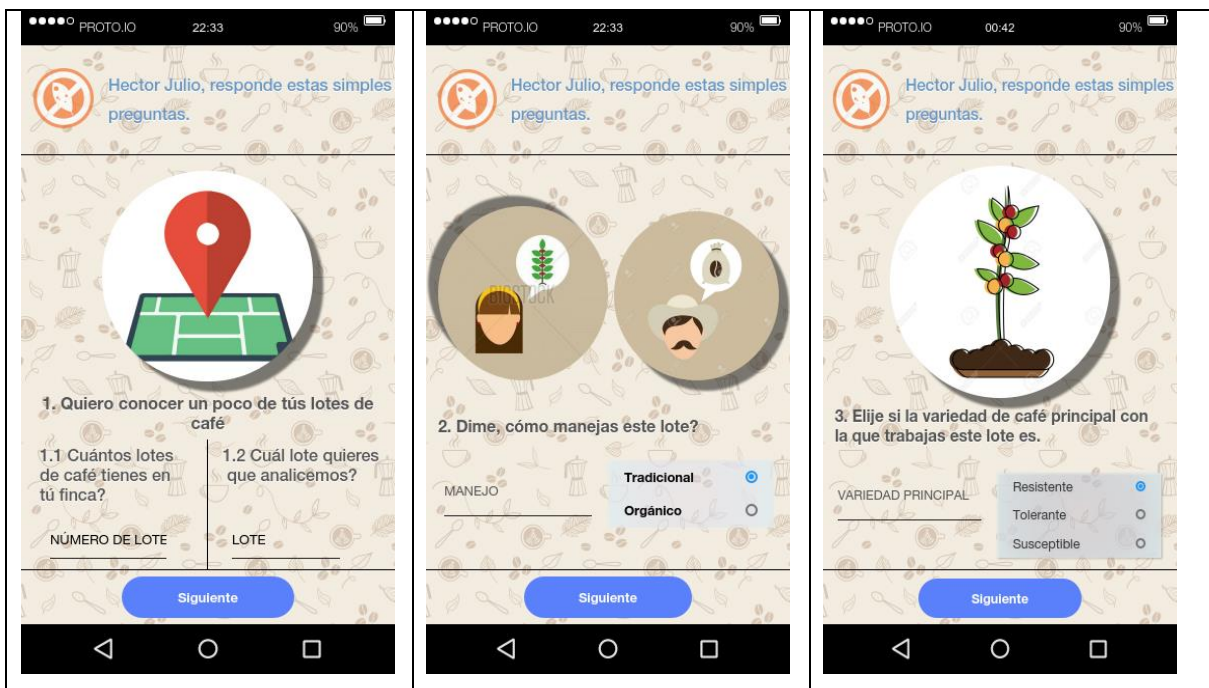 PROTO.IO 22:33 90%
Hector Julio, responde estas simples
preguntas.
1. Quiero conocer un poco de tús lotes de
café
1.1 Cuántos lotes
de café tienes en
tú finca?
NÚMERO DE LOTE
1.2 Cuál lote quieres
que analicemos?
LOTE
Siguiente
PROTO.IO 22:33 90%
Hector Julio, responde estas simples
preguntas.
BIGSTOCK
2. Dime, cómo manejas este lote?
MANEJO
Tradicional
Orgánico
Siguiente
PROTO.IO 00:42 90%
Hector Julio, responde estas simples
preguntas.
3. Elije si la variedad de café principal con
la que trabajas este lote es.
VARIEDAD PRINCIPAL
Resistente
Tolerante
Susceptible
Siguiente